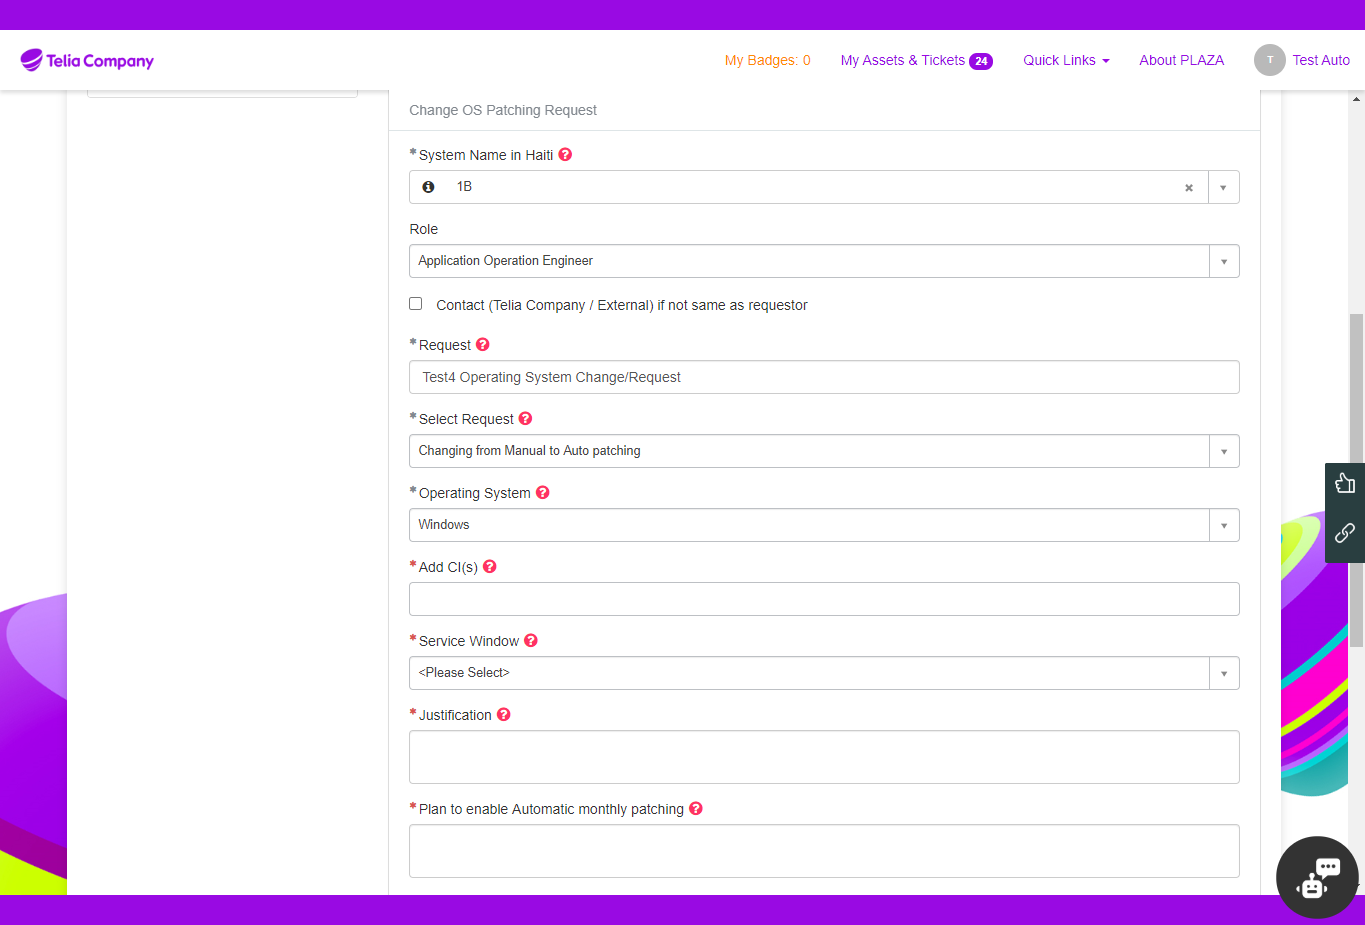 Telia Company
My Badges: 0
My Assets & Tickets 24
Quick Links
About PLAZA
T
Test Auto
Change OS Patching Request
*System Name in Haiti ?
1B
Role
Application Operation Engineer
Contact (Telia Company / External) if not same as requestor
*Request ?
Test4 Operating System Change/Request
*Select Request ?
Changing from Manual to Auto patching
*Operating System ?
Windows
*Add CI(s) ?
*Service Window ?
<Please Select>
*Justification ?
*Plan to enable Automatic monthly patching ?